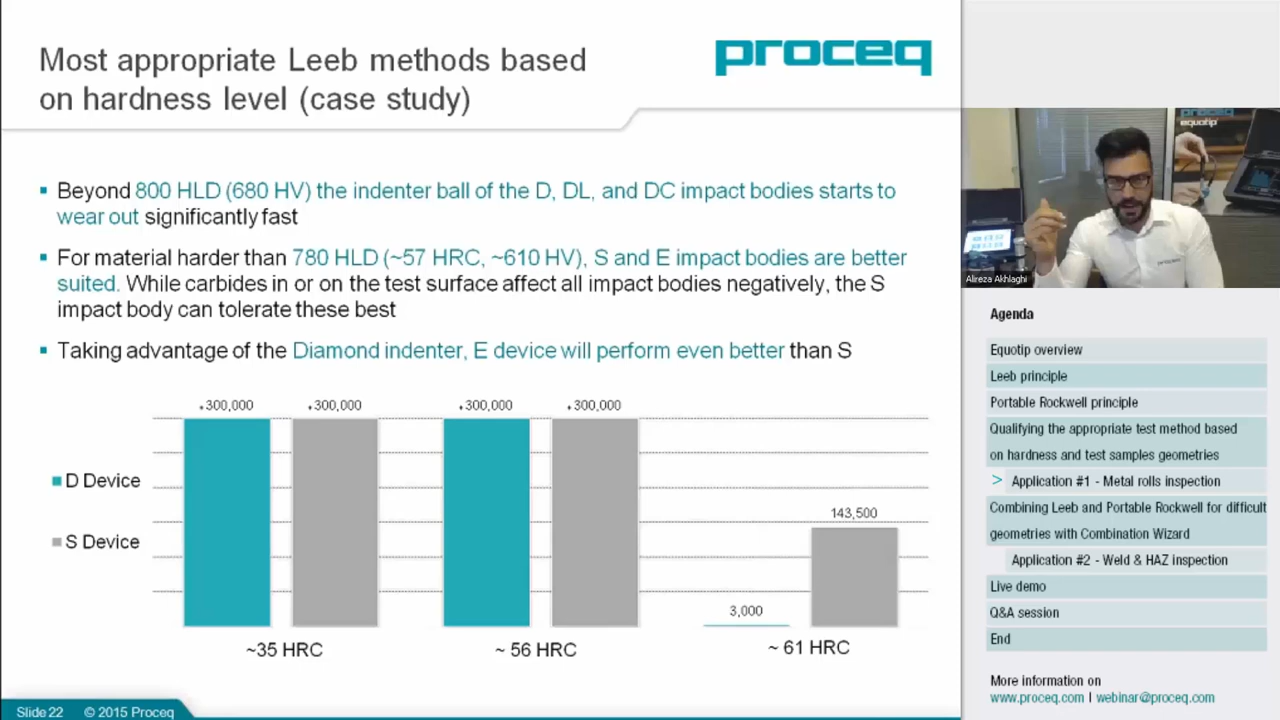 Most appropriate Leeb methods based
on hardness level (case study)
proceq
▪ Beyond 800 HLD (680 HV) the indenter ball of the D, DL, and DC impact bodies starts to
wear out significantly fast
▪ For material harder than 780 HLD (~57 HRC, ~610 HV), S and E impact bodies are better
suited. While carbides in or on the test surface affect all impact bodies negatively, the S
impact body can tolerate these best
▪ Taking advantage of the Diamond indenter, E device will perform even better than S
+300,000
+300,000
+300,000
+300,000
143,500
3,000
D Device
S Device
~35 HRC
~ 56 HRC
~ 61 HRC
Slide 22 © 2015 Proceq
equotip
Alireza Akhlaghi
Agenda
Equotip overview
Leeb principle
Portable Rockwell principle
Qualifying the appropriate test method based
on hardness and test samples geometries
> Application #1 - Metal rolls inspection
Combining Leeb and Portable Rockwell for difficult
geometries with Combination Wizard
Application #2 - Weld & HAZ inspection
Live demo
Q&A session
End
More information on
www.proceq.com | webinar@proceq.com